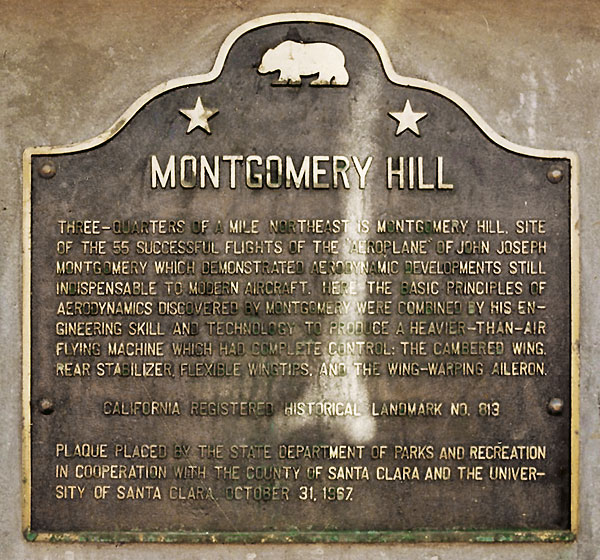 MONTGOMERY HILL
THREE-QUARTERS OF A MILE NORTHEAST IS MONTGOMERY HILL, SITE
OF THE 55 SUCCESSFUL FLIGHTS OF THE "AEROPLANE" OF JOHN JOSEPH
MONTGOMERY WHICH DEMONSTRATED AERODYNAMIC DEVELOPMENTS STILL
INDISPENSABLE TO MODERN AIRCRAFT. HERE THE BASIC PRINCIPLES OF
AERODYNAMICS DISCOVERED BY MONTGOMERY WERE COMBINED BY HIS EN-
GINEERING SKILL AND TECHNOLOGY TO PRODUCE A HEAVIER-THAN-AIR
FLYING MACHINE WHICH HAD COMPLETE CONTROL: THE CAMBERED WING,
REAR STABILIZER, FLEXIBLE WINGTIPS, AND THE WING-WARPING AILERON.
CALIFORNIA REGISTERED HISTORICAL LANDMARK NO. 813
PLAQUE PLACED BY THE STATE DEPARTMENT OF PARKS AND RECREATION
IN COOPERATION WITH THE COUNTY OF SANTA CLARA AND THE UNIVER-
SITY OF SANTA CLARA, OCTOBER 31, 1967.